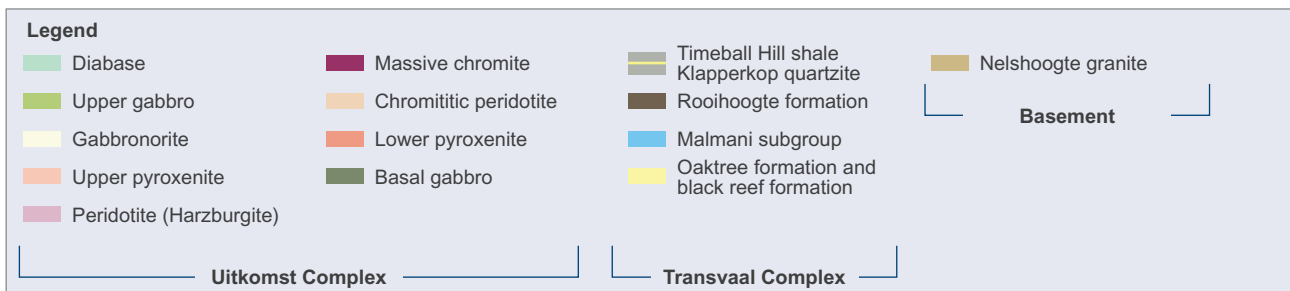 Legend
Diabase
Upper gabbro
Gabbronorite
Upper pyroxenite
Peridotite (Harzburgite)
Massive chromite
Chromititic peridotite
Lower pyroxenite
Basal gabbro
Uitkomst Complex
Timeball Hill shale
Klapperkop quartzite
Rooihoogte formation
Malmani subgroup
Oaktree formation and
black reef formation
Transvaal Complex
Nelshoogte granite
Basement